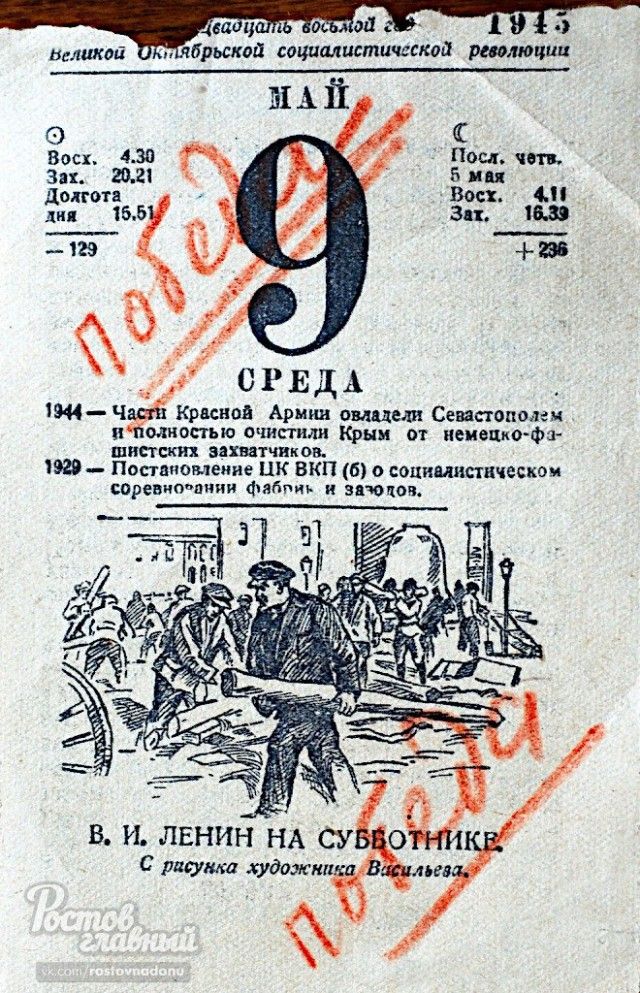 Двадцать восьмой год 1945
Великой Октябрьской социалистической революции
МАЙ
Восх. 4.30
Зах. 20.21
Долгота
дня 15.51
— 129
9
Посл. четв.
5 мая
Восх. 4.11
Зах. 16.39
+ 236
победа!
СРЕДА
1944 — Части Красной Армии овладели Севастополем
и полностью очистили Крым от немецко-фа-
шистских захватчиков.
1929 — Постановление ЦК ВКП (б) о социалистическом
соревновании фабрик и заводов.
победа
В. И. ЛЕНИН НА СУББОТНИКЕ.
С рисунка художника Васильева.
Ростов
главный
vk.com/rostovnadonu